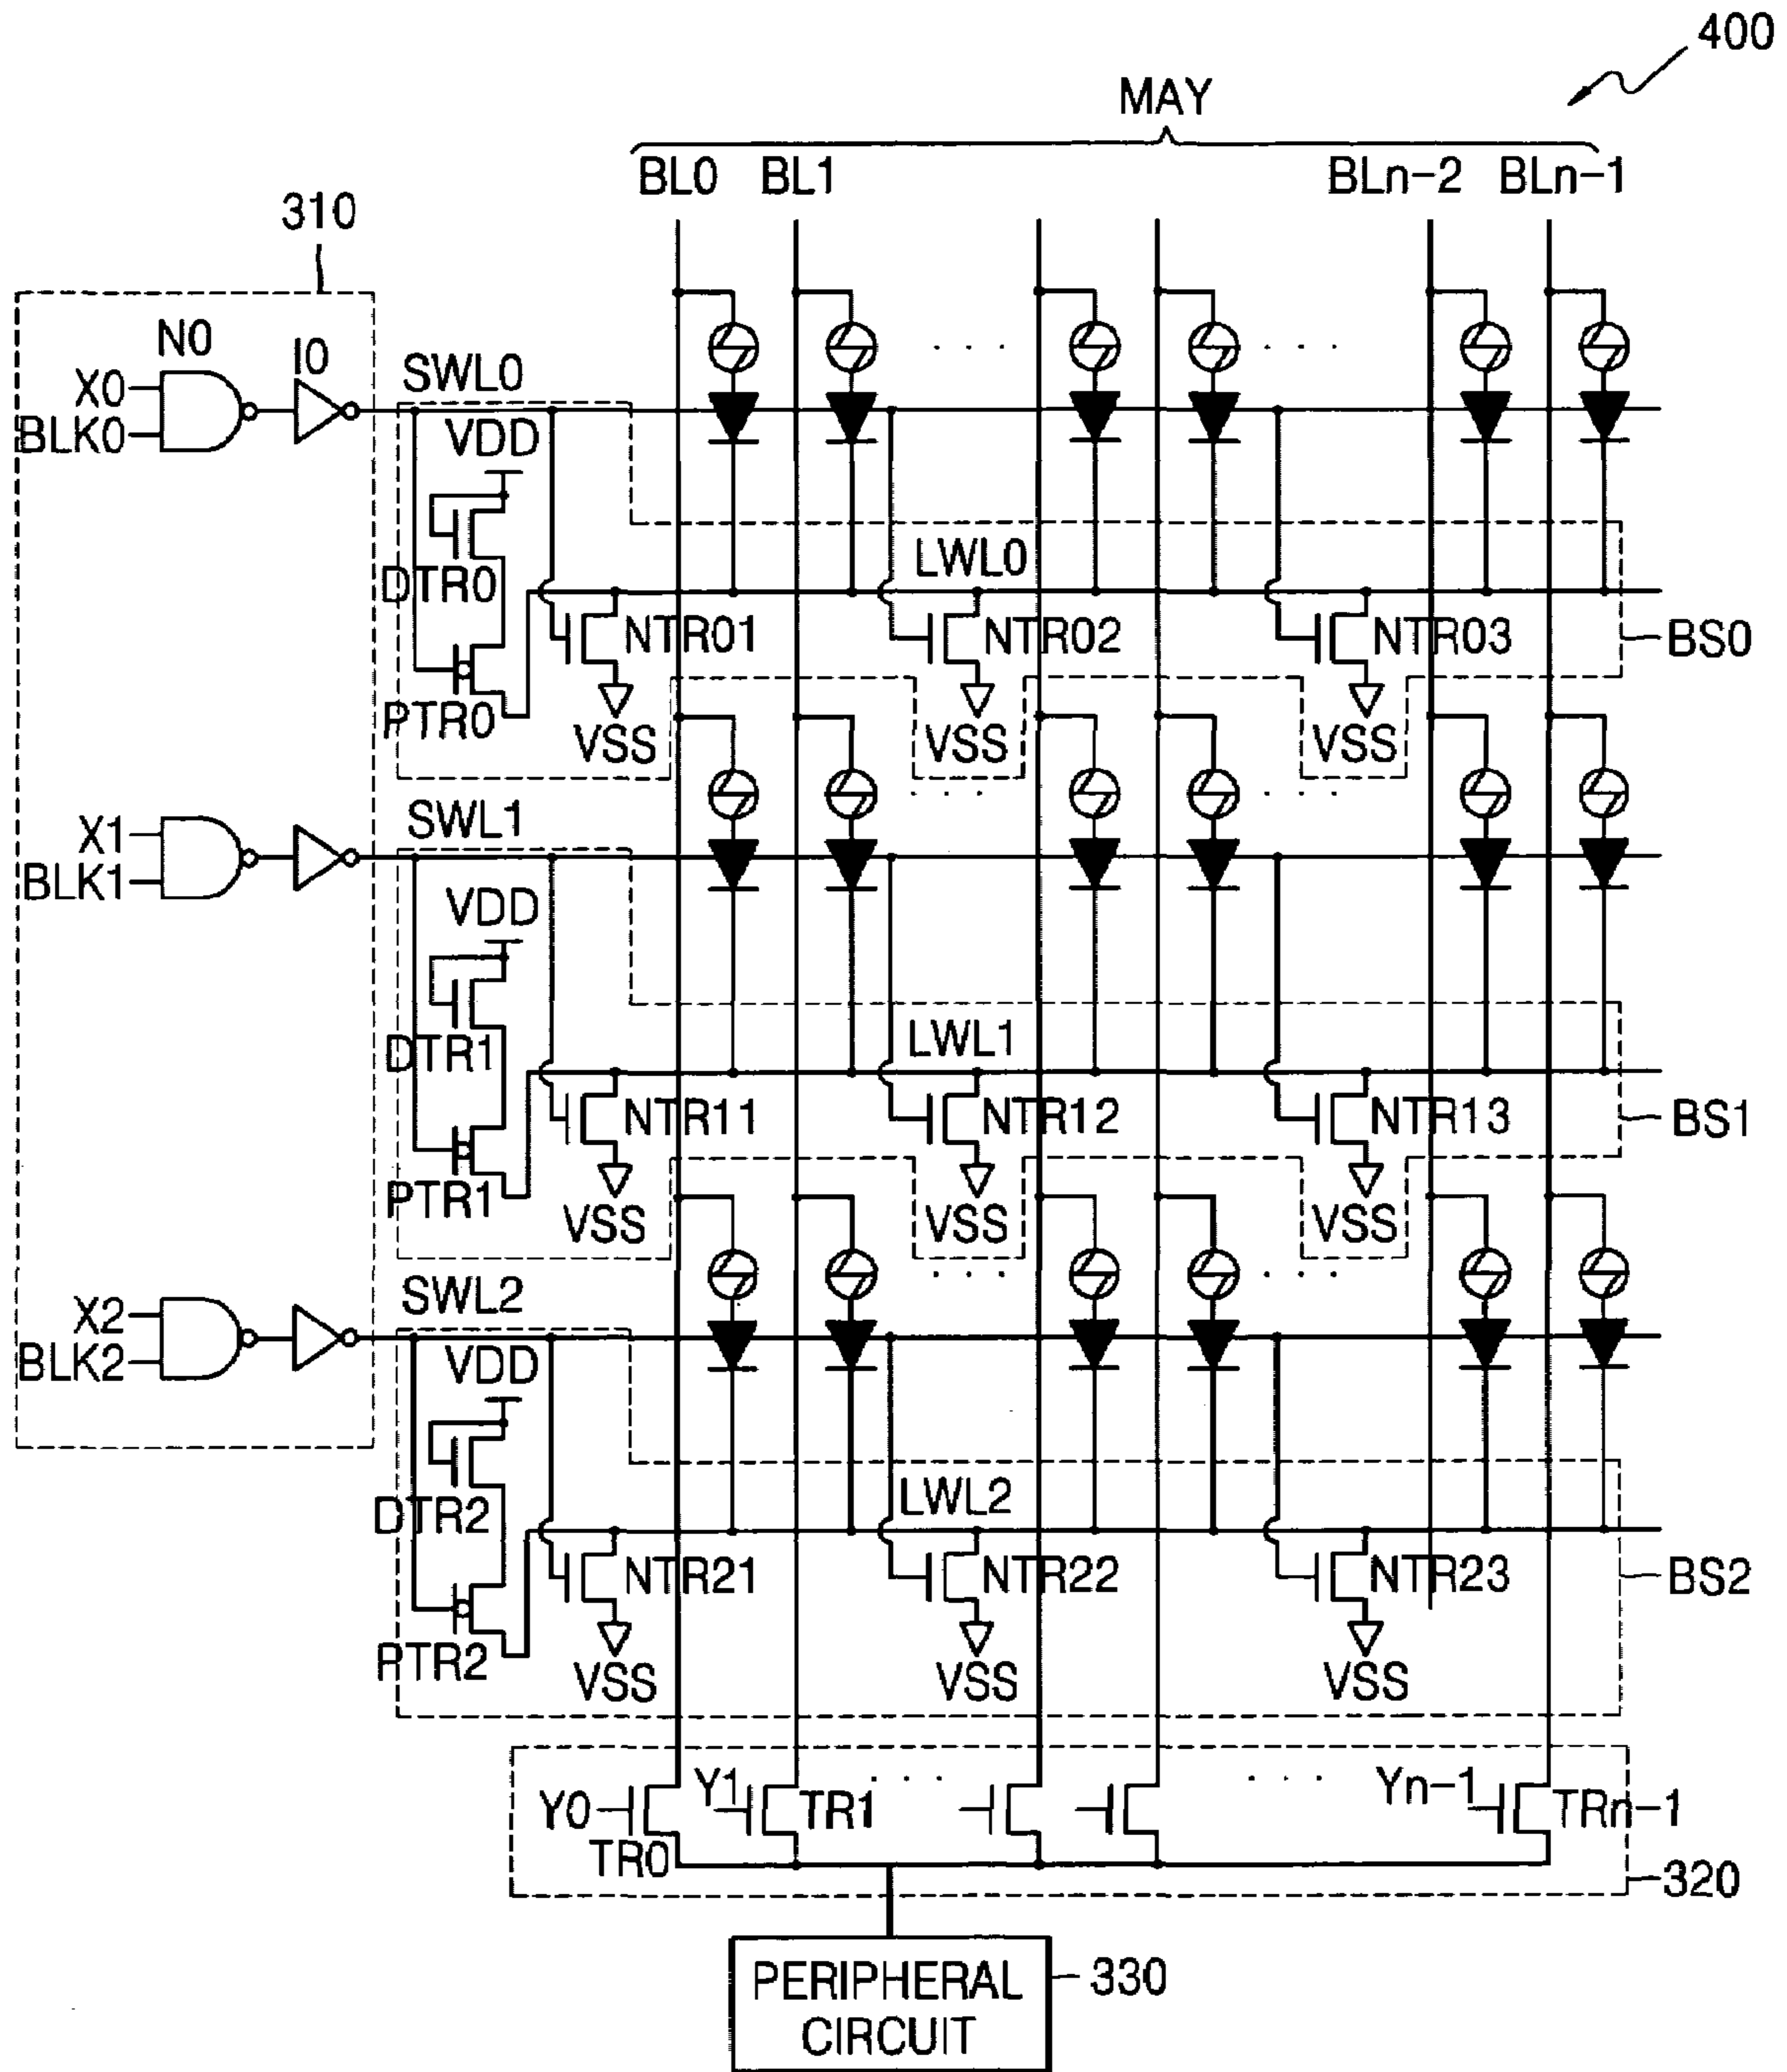 400
MAY
BL0 BL1 BLn-2 BLn-1
310
N0
I0
X0
BLK0
SWL0
VDD
DTR0
LWL0
NTR01 NTR02 NTR03
BS0
PTR0
VSS VSS VSS
X1
BLK1
SWL1
VDD
DTR1
LWL1
NTR11 NTR12 NTR13
BS1
PTR1
VSS VSS VSS
X2
BLK2
SWL2
VDD
DTR2
LWL2
NTR21 NTR22 NTR23
BS2
PTR2
VSS VSS VSS
Y0 Y1 TR1 Yn-1 TRn-1
TR0
320
PERIPHERAL
CIRCUIT
330